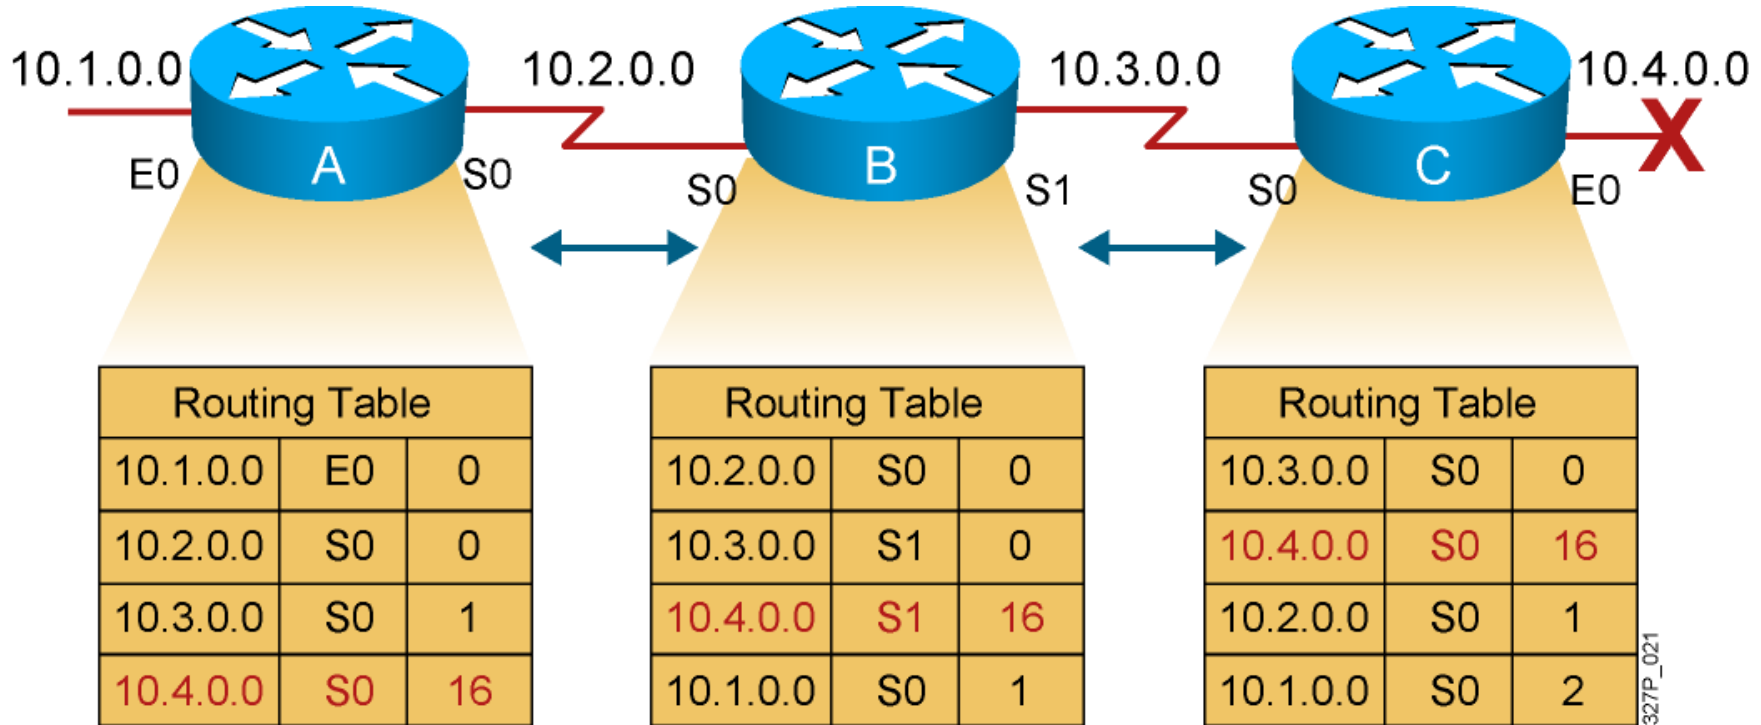 10.1.0.0 10.2.0.0 10.3.0.0 10.4.0.0
X
A B C
E0 S0 S0 S1 S0 E0
Routing Table
10.1.0.0 E0 0
10.2.0.0 S0 0
10.3.0.0 S0 1
10.4.0.0 S0 16
Routing Table
10.2.0.0 S0 0
10.3.0.0 S1 0
10.4.0.0 S1 16
10.1.0.0 S0 1
Routing Table
10.3.0.0 S0 0
10.4.0.0 S0 16
10.2.0.0 S0 1
10.1.0.0 S0 2
327P_021